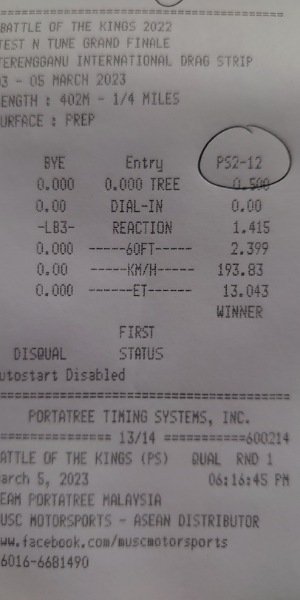 BATTLE OF THE KINGS 2022
TEST N TUNE GRAND FINALE
TERENGGANU INTERNATIONAL DRAG STRIP
03 - 05 MARCH 2023
ENGTH : 402M - 1/4 MILES
URFACE : PREP
BYE Entry PS2-12
0.000 0.000 TREE 0.500
0.00 DIAL-IN 0.00
-LB3- REACTION 1.415
0.000 ------60FT------ 2.399
0.00 ------KM/H------ 193.83
0.000 -------ET------- 13.043
WINNER
FIRST
DISQUAL STATUS
utostart Disabled
PORTATREE TIMING SYSTEMS, INC.
================ 13/14 ===========600214
ATTLE OF THE KINGS (PS) QUAL RND 1
arch 5, 2023 06:16:45 PM
EAM PORTATREE MALAYSIA
USC MOTORSPORTS - ASEAN DISTRIBUTOR
ww.facebook.com/muscmotorsports
6016-6681490